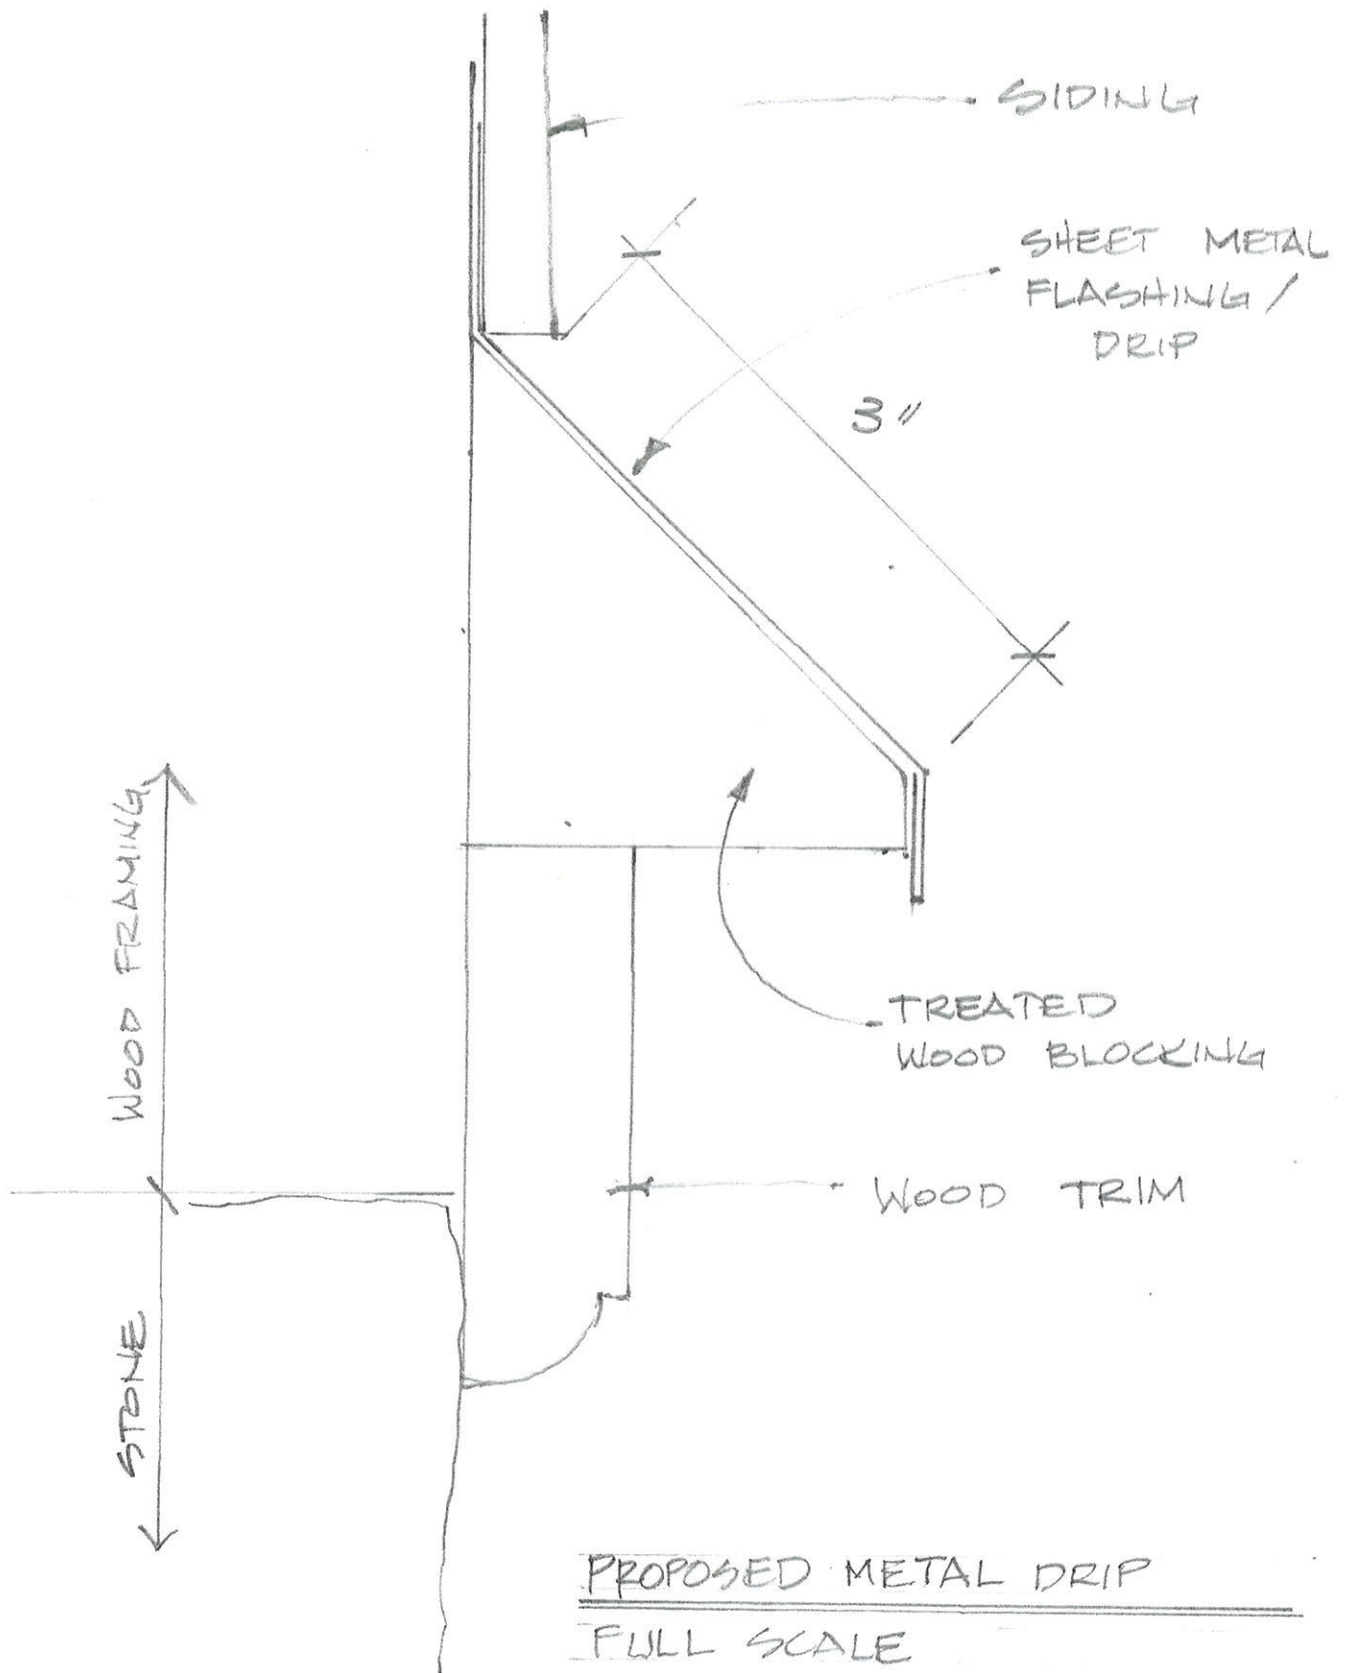 SIDING
SHEET METAL
FLASHING /
DRIP
3"
WOOD FRAMING
TREATED
WOOD BLOCKING
WOOD TRIM
STONE
PROPOSED METAL DRIP
FULL SCALE